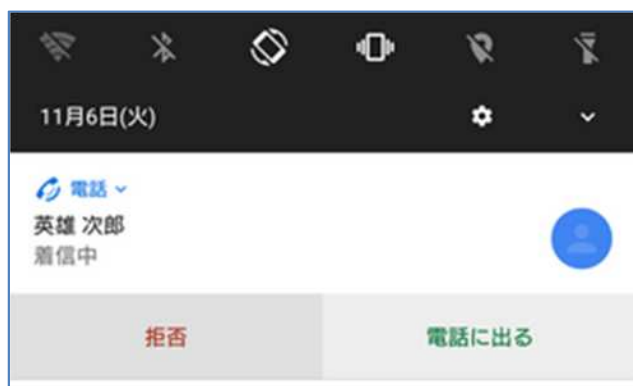 11月6日(火)
電話
英雄 次郎
着信中
拒否
電話に出る